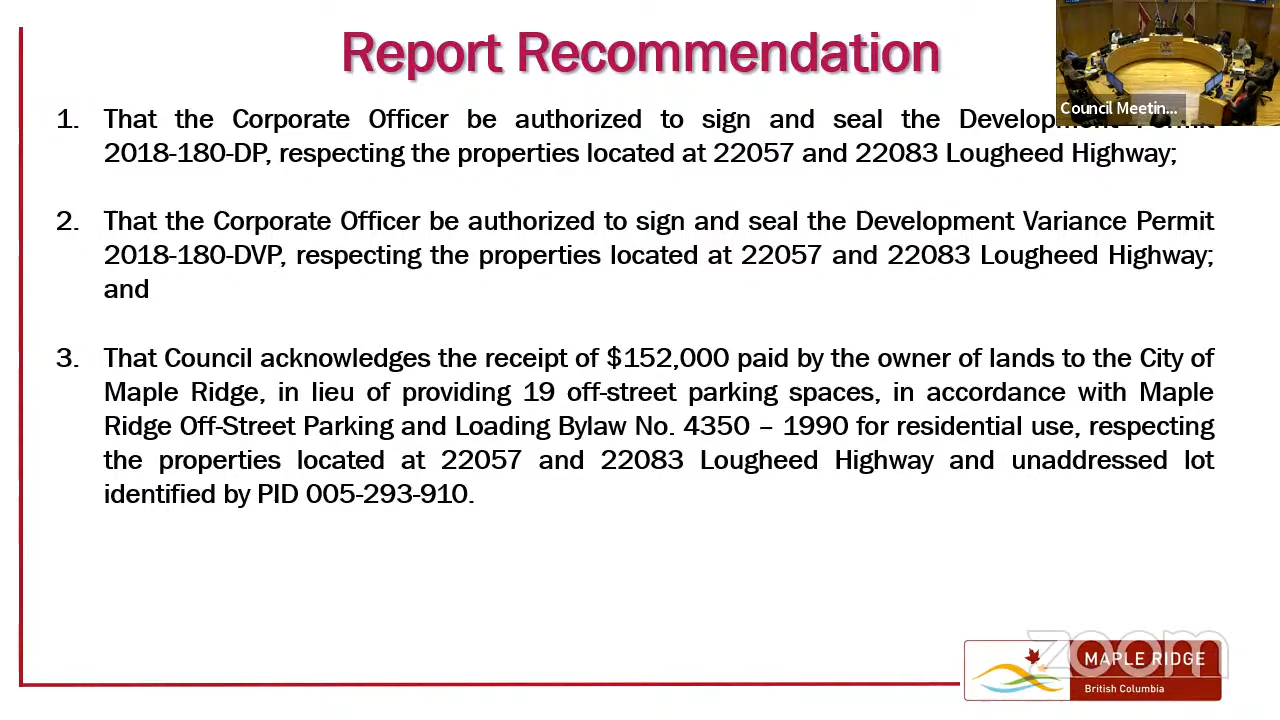 Report Recommendation
Council Meetin...
1. That the Corporate Officer be authorized to sign and seal the Development Permit
2018-180-DP, respecting the properties located at 22057 and 22083 Lougheed Highway;
2. That the Corporate Officer be authorized to sign and seal the Development Variance Permit
2018-180-DVP, respecting the properties located at 22057 and 22083 Lougheed Highway;
and
3. That Council acknowledges the receipt of $152,000 paid by the owner of lands to the City of
Maple Ridge, in lieu of providing 19 off-street parking spaces, in accordance with Maple
Ridge Off-Street Parking and Loading Bylaw No. 4350 – 1990 for residential use, respecting
the properties located at 22057 and 22083 Lougheed Highway and unaddressed lot
identified by PID 005-293-910.
zoom
MAPLE RIDGE
British Columbia